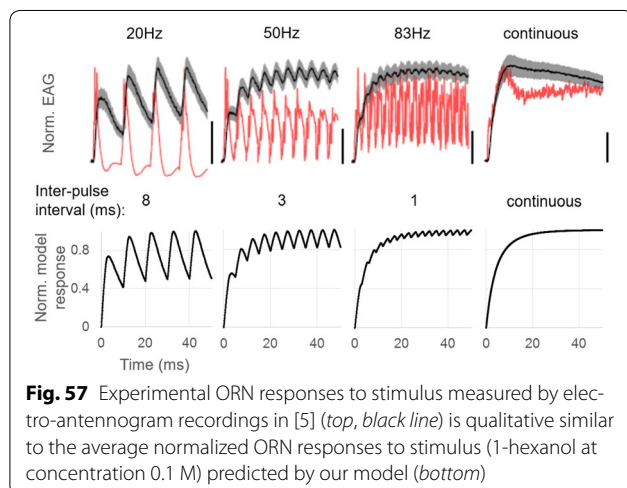 20Hz 50Hz 83Hz continuous
Norm. EAG
Inter-pulse
interval (ms): 8 3 1 continuous
Norm. model
response
0.8
0.4
0
0 20 40 0 20 40 0 20 40 0 20 40
Time (ms)
Fig. 57 Experimental ORN responses to stimulus measured by elec-
tro-antennogram recordings in [5] (top, black line) is qualitative similar
to the average normalized ORN responses to stimulus (1-hexanol at
concentration 0.1 M) predicted by our model (bottom)